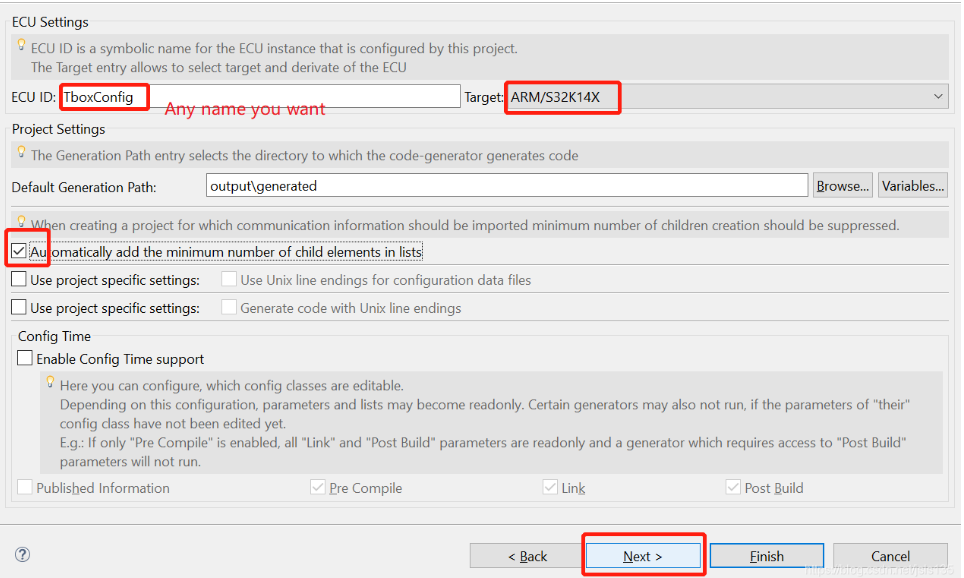 ECU Settings
ECU ID is a symbolic name for the ECU instance that is configured by this project.
The Target entry allows to select target and derivate of the ECU
ECU ID: TboxConfig Target: ARM/S32K14X
Any name you want
Project Settings
The Generation Path entry selects the directory to which the code-generator generates code
Default Generation Path: output\generated Browse... Variables...
When creating a project for which communication information should be imported minimum number of children creation should be suppressed.
Automatically add the minimum number of child elements in lists
Use project specific settings: Use Unix line endings for configuration data files
Use project specific settings: Generate code with Unix line endings
Config Time
Enable Config Time support
Here you can configure, which config classes are editable.
Depending on this configuration, parameters and lists may become readonly. Certain generators may also not run, if the parameters of "their"
config class have not been edited yet.
E.g.: If only "Pre Compile" is enabled, all "Link" and "Post Build" parameters are readonly and a generator which requires access to "Post Build"
parameters will not run.
Published Information Pre Compile Link Post Build
? < Back Next > Finish Cancel